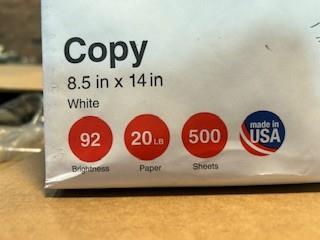 Copy
8.5 in x 14 in
White
92 20 LB 500 made in USA
Brightness Paper Sheets